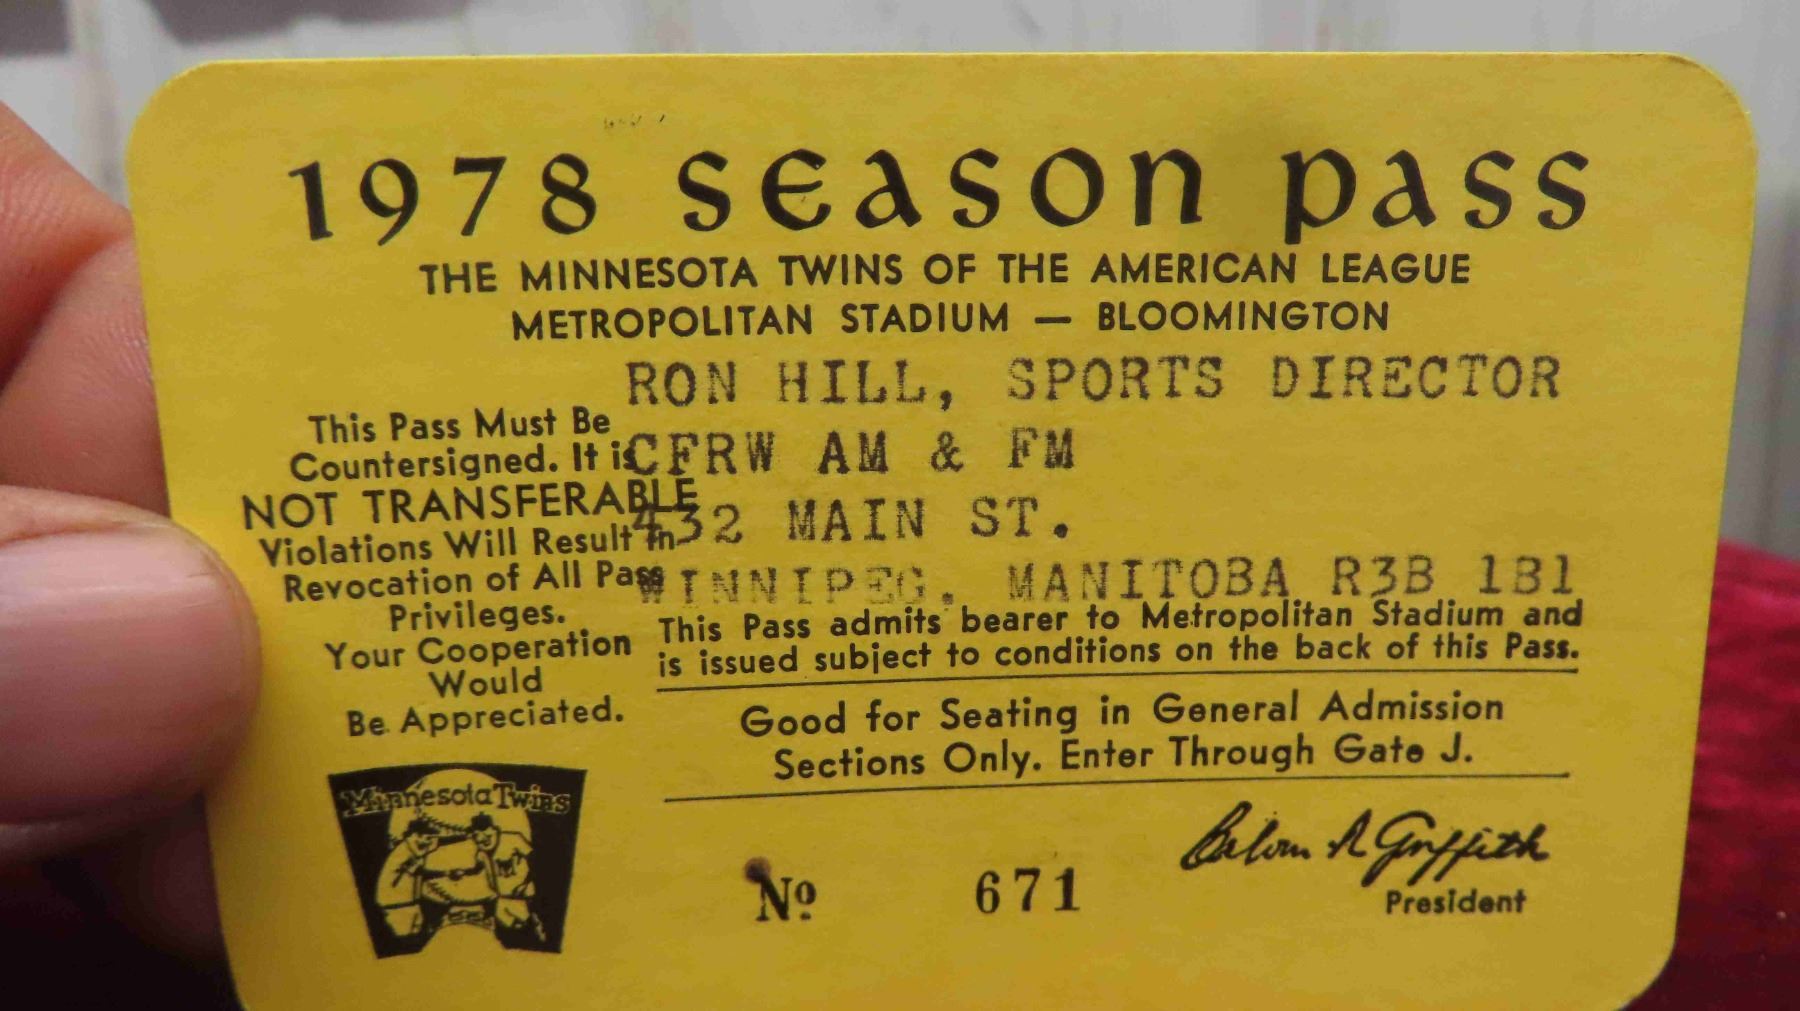 1978 SEASON PASS
THE MINNESOTA TWINS OF THE AMERICAN LEAGUE
METROPOLITAN STADIUM — BLOOMINGTON
RON HILL, SPORTS DIRECTOR
CFRW AM & FM
432 MAIN ST.
WINNIPEG, MANITOBA R3B 1B1
This Pass Must Be
Countersigned. It is
NOT TRANSFERABLE
Violations Will Result in
Revocation of All Pass
Privileges.
Your Cooperation
Would
Be Appreciated.
This Pass admits bearer to Metropolitan Stadium and
is issued subject to conditions on the back of this Pass.
Good for Seating in General Admission
Sections Only. Enter Through Gate J.
Minnesota Twins
Nº 671
Calvin R Griffith
President